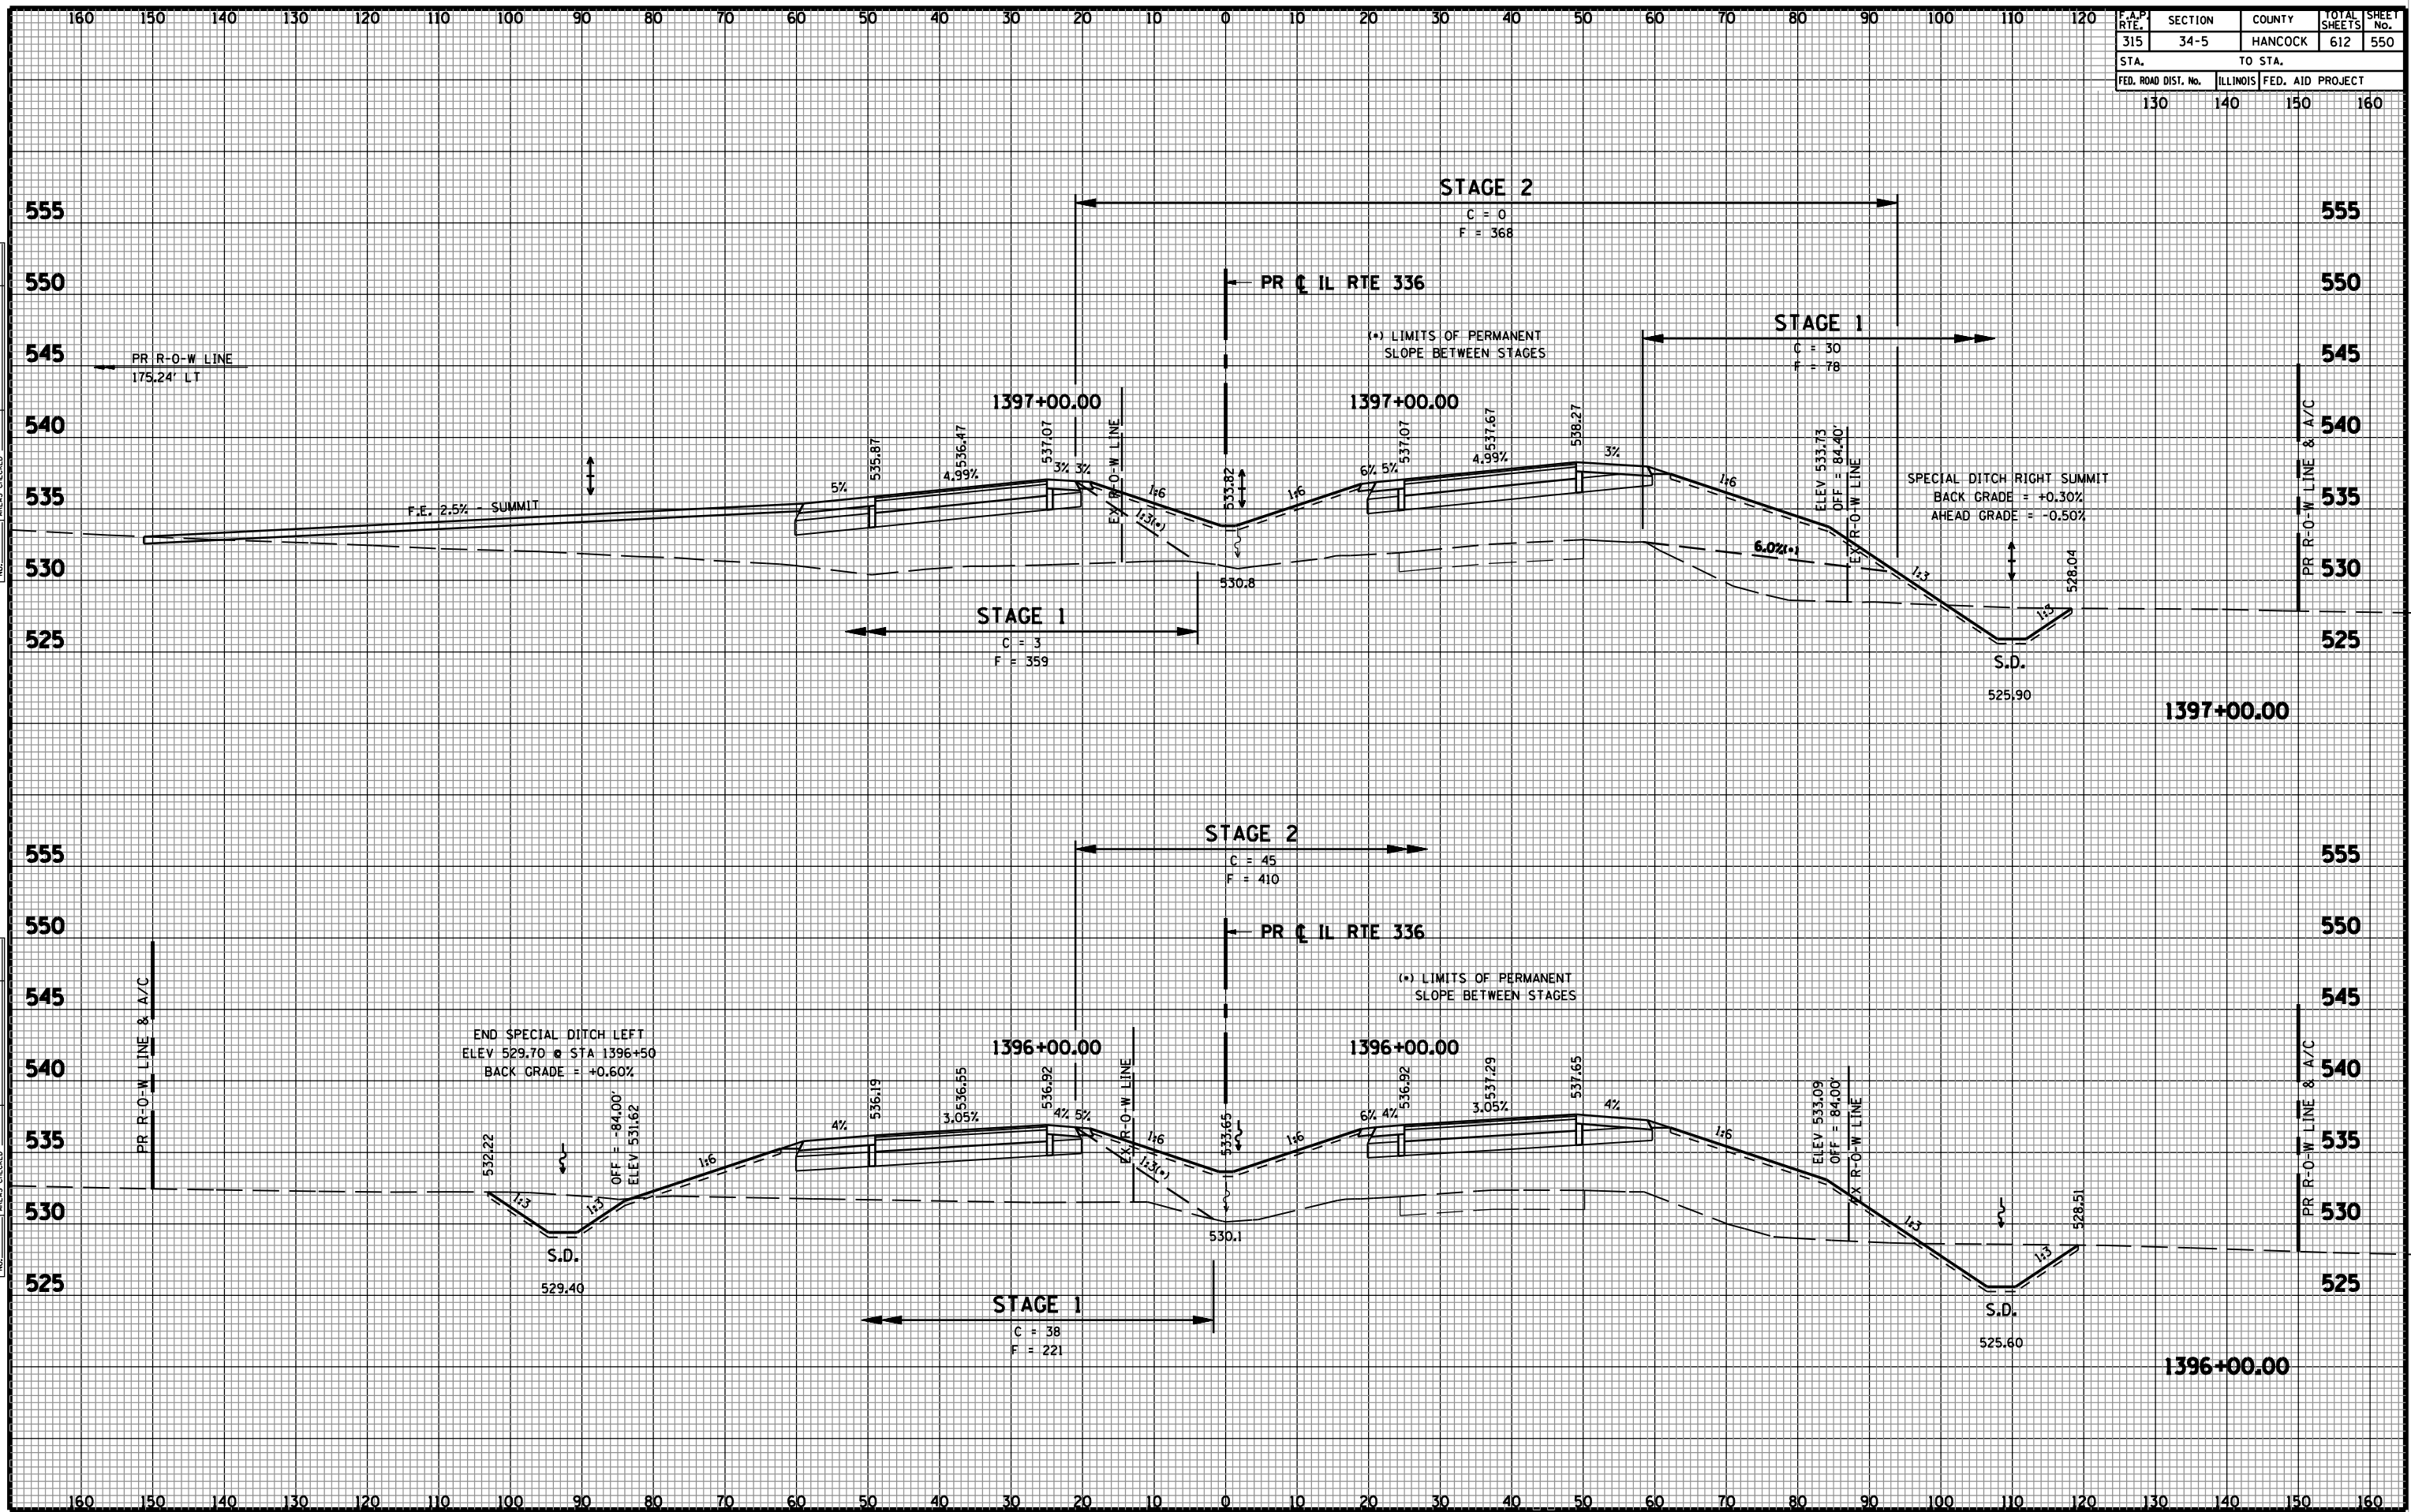 160 150 140 130 120 110 100 90 80 70 60 50 40 30 20 10 0 10 20 30 40 50 60 70 80 90 100 110 120
F.A.P. RTE. SECTION COUNTY TOTAL SHEETS SHEET No.
315 34-5 HANCOCK 612 550
STA. TO STA.
FED. ROAD DIST. No. ILLINOIS FED. AID PROJECT
130 140 150 160
STAGE 2
C = 0
F = 368
555 555
550 PR ℄ IL RTE 336 550
(•) LIMITS OF PERMANENT
SLOPE BETWEEN STAGES
STAGE 1
C = 30
F = 78
545 545
PR R-O-W LINE
175.24' LT
1397+00.00 1397+00.00
540 540
535.87 536.47 537.07 EX R-O-W LINE 533.82 537.07 537.67 538.27
ELEV 533.73
OFF = 84.40'
EX R-O-W LINE
PR R-O-W LINE & A/C
5% 4.99% 3% 3% 1:6 1:3(•) 1:6 6% 5% 4.99% 3% 1:6
SPECIAL DITCH RIGHT SUMMIT
BACK GRADE = +0.30%
AHEAD GRADE = -0.50%
535 535
F.E. 2.5% - SUMMIT
6.0%(•)
530 530
530.8 1:3 1:3 528.04
STAGE 1
C = 3
F = 359
525 525
S.D.
525.90
1397+00.00
STAGE 2
C = 45
F = 410
555 555
550 PR ℄ IL RTE 336 550
(•) LIMITS OF PERMANENT
SLOPE BETWEEN STAGES
545 545
PR R-O-W LINE & A/C
END SPECIAL DITCH LEFT
ELEV 529.70 @ STA 1396+50
BACK GRADE = +0.60%
1396+00.00 1396+00.00
540 540
532.22
OFF = -84.00'
ELEV 531.62
536.19 536.55 536.92 EX R-O-W LINE 533.65 536.92 537.29 537.65
ELEV 533.09
OFF = 84.00'
EX R-O-W LINE
528.51
PR R-O-W LINE & A/C
1:6 4% 3.05% 4% 5% 1:6 1:3(•) 1:6 6% 4% 3.05% 4% 1:6
535 535
1:3 1:3 1:3 1:3
530 530
530.1
S.D.
529.40
525 525
STAGE 1
C = 38
F = 221
S.D.
525.60
1396+00.00
160 150 140 130 120 110 100 90 80 70 60 50 40 30 20 10 0 10 20 30 40 50 60 70 80 90 100 110 120 130 140 150 160